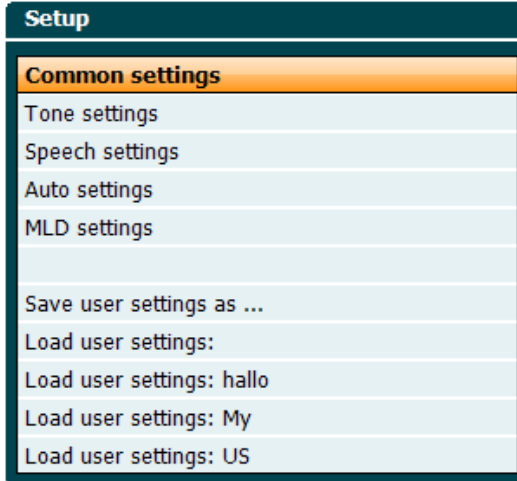 Setup
Common settings
Tone settings
Speech settings
Auto settings
MLD settings
Save user settings as ...
Load user settings:
Load user settings: hallo
Load user settings: My
Load user settings: US